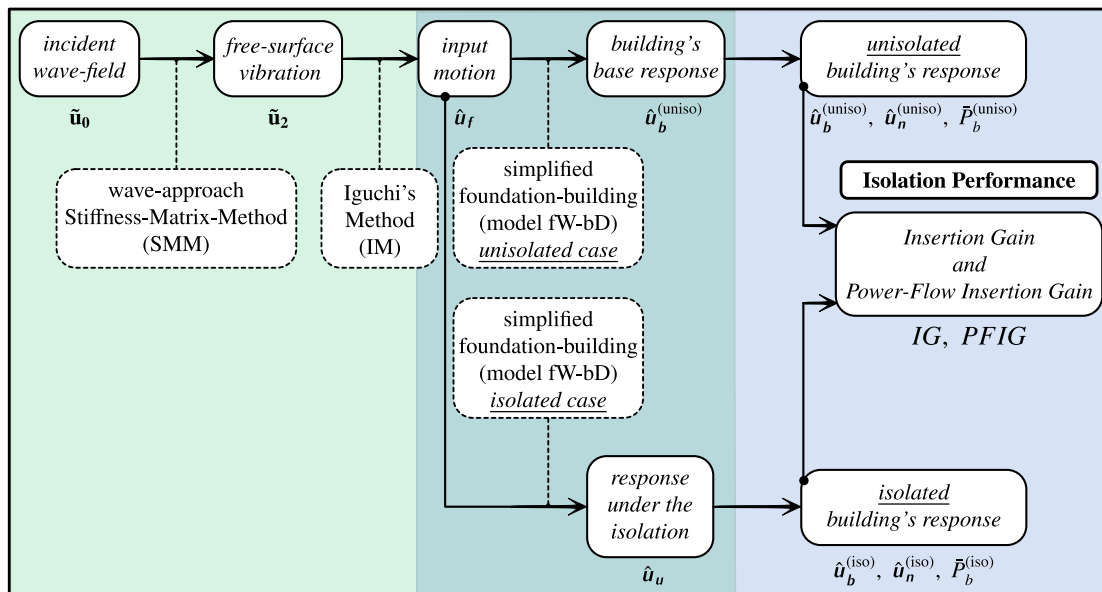 incident
wave-field
free-surface
vibration
input
motion
building's
base response
unisolated
building's response
ũ₀
ũ₂
û_f
û_b^(uniso)
û_b^(uniso), û_n^(uniso), P̄_b^(uniso)
wave-approach
Stiffness-Matrix-Method
(SMM)
Iguchi's
Method
(IM)
simplified
foundation-building
(model fW-bD)
unisolated case
Isolation Performance
Insertion Gain
and
Power-Flow Insertion Gain
IG, PFIG
simplified
foundation-building
(model fW-bD)
isolated case
response
under the
isolation
isolated
building's response
û_u
û_b^(iso), û_n^(iso), P̄_b^(iso)